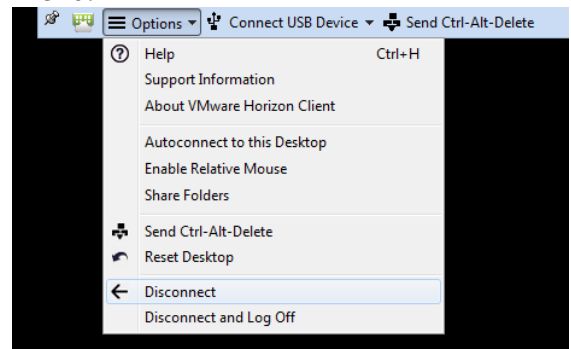 Options Connect USB Device Send Ctrl-Alt-Delete
Help Ctrl+H
Support Information
About VMware Horizon Client
Autoconnect to this Desktop
Enable Relative Mouse
Share Folders
Send Ctrl-Alt-Delete
Reset Desktop
Disconnect
Disconnect and Log Off